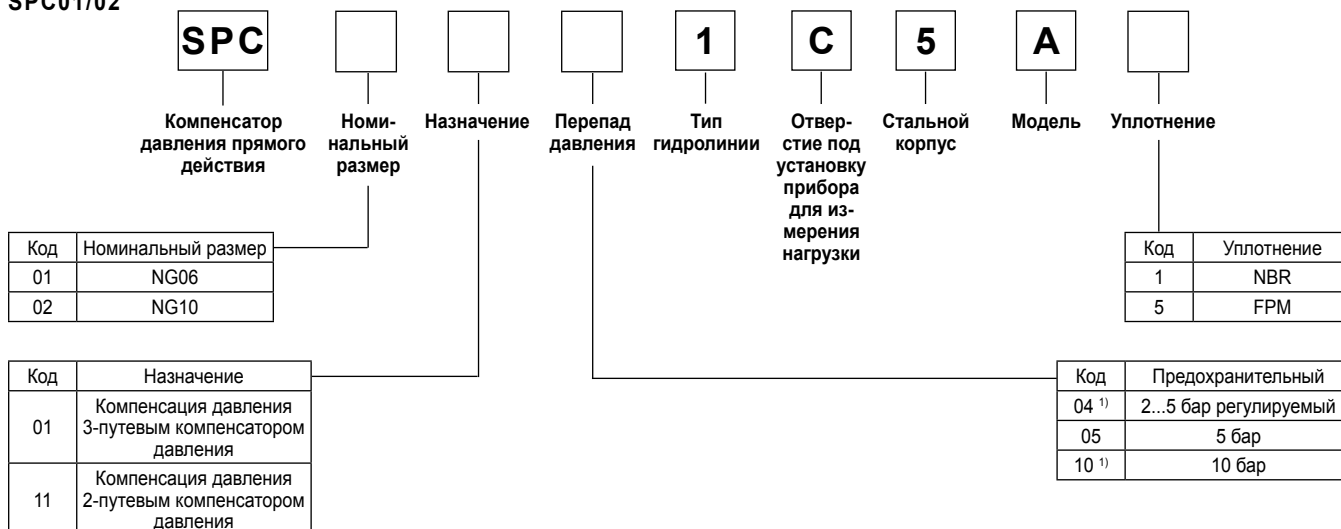 SPC01/02
SPC 1 C 5 A
Компенсатор
давления прямого
действия
Номи-
нальный
размер
Назначение
Перепад
давления
Тип
гидролинии
Отвер-
стие под
установку
прибора
для из-
мерения
нагрузки
Стальной
корпус
Модель
Уплотнение
Код Номинальный размер
01 NG06
02 NG10
Код Уплотнение
1 NBR
5 FPM
Код Назначение
01 Компенсация давления
3-путевым компенсатором
давления
11 Компенсация давления
2-путевым компенсатором
давления
Код Предохранительный
04 1) 2...5 бар регулируемый
05 5 бар
10 1) 10 бар